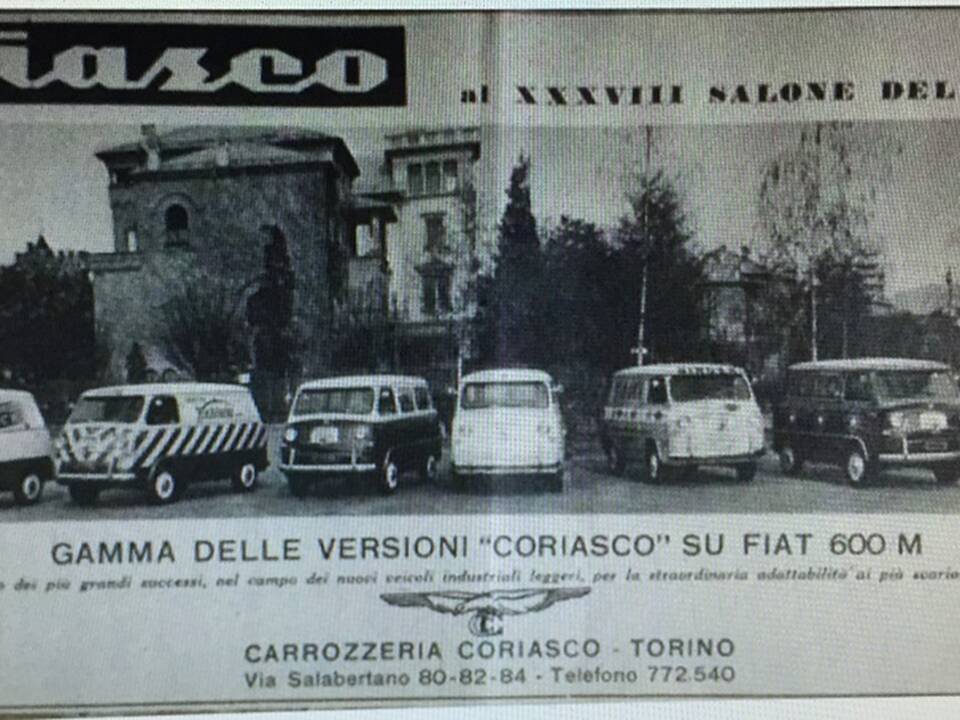 iasco
al XXXVIII SALONE DEL
GAMMA DELLE VERSIONI "CORIASCO" SU FIAT 600 M
dei più grandi successi, nel campo dei nuovi veicoli industriali leggeri, per la straordinaria adattabilità ai più
CC
CARROZZERIA CORIASCO - TORINO
Via Salabertano 80-82-84 - Telefono 772.540